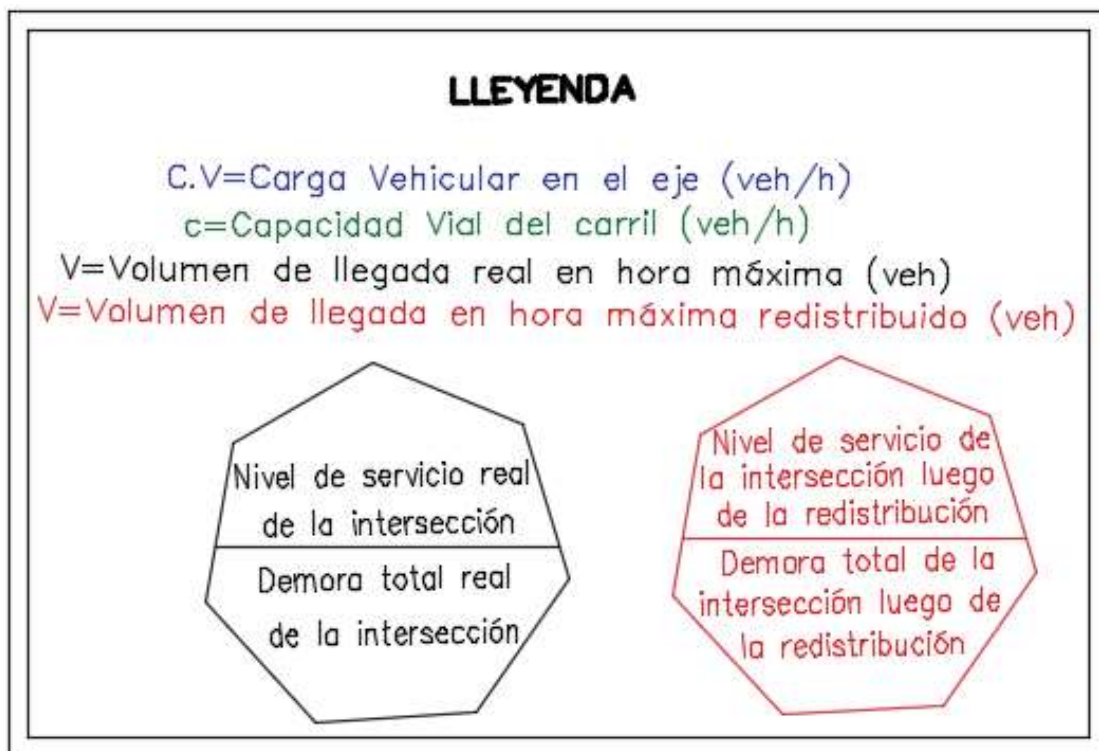 LLEYENDA
C.V=Carga Vehicular en el eje (veh/h)
c=Capacidad Vial del carril (veh/h)
V=Volumen de llegada real en hora máxima (veh)
V=Volumen de llegada en hora máxima redistribuido (veh)
Nivel de servicio real
de la intersección
Demora total real
de la intersección
Nivel de servicio de
la intersección luego
de la redistribución
Demora total de la
intersección luego de
la redistribución